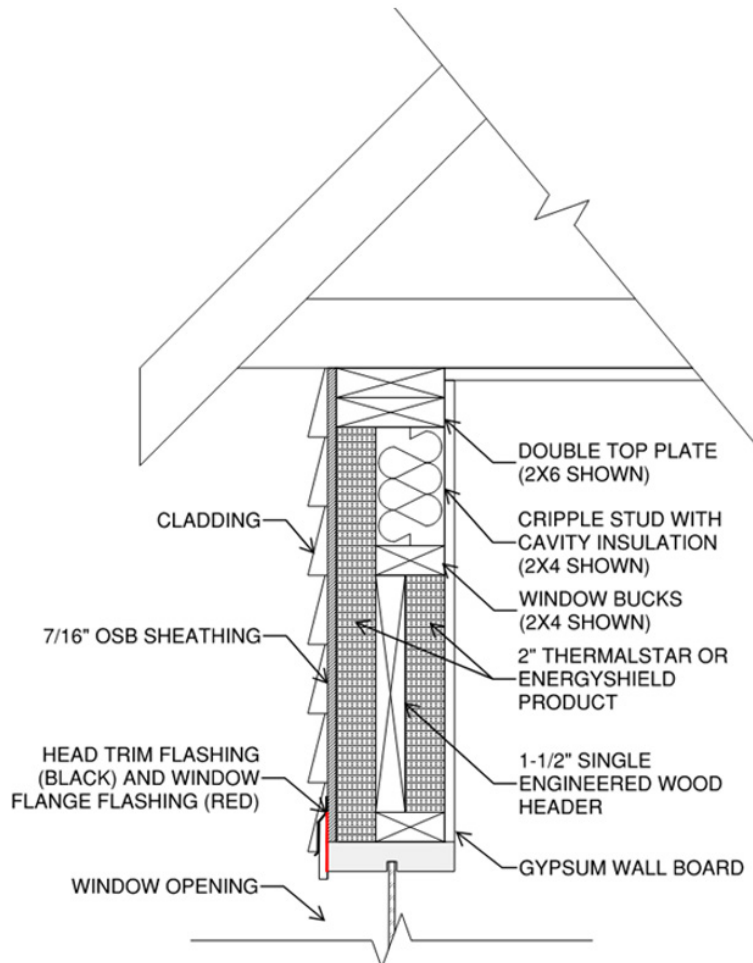 DOUBLE TOP PLATE
(2X6 SHOWN)
CLADDING
CRIPPLE STUD WITH
CAVITY INSULATION
(2X4 SHOWN)
WINDOW BUCKS
(2X4 SHOWN)
7/16" OSB SHEATHING
2" THERMALSTAR OR
ENERGYSHIELD
PRODUCT
HEAD TRIM FLASHING
(BLACK) AND WINDOW
FLANGE FLASHING (RED)
1-1/2" SINGLE
ENGINEERED WOOD
HEADER
GYPSUM WALL BOARD
WINDOW OPENING